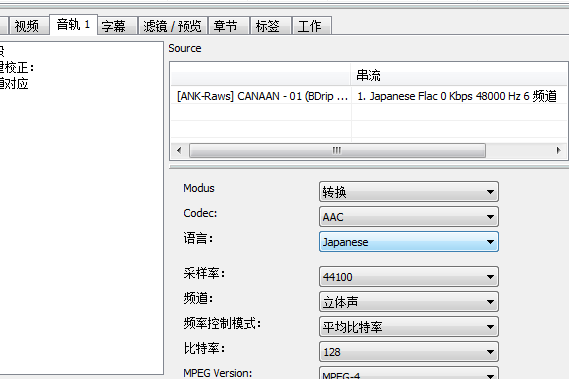 视频 音轨 1 字幕 滤镜 / 预览 章节 标签 工作
校正:
对应
Source
串流
[ANK-Raws] CANAAN - 01 (BDrip ... 1. Japanese Flac 0 Kbps 48000 Hz 6 频道
Modus 转换
Codec: AAC
语言: Japanese
采样率: 44100
频道: 立体声
频率控制模式: 平均比特率
比特率: 128
MPEG Version: MPEG-4